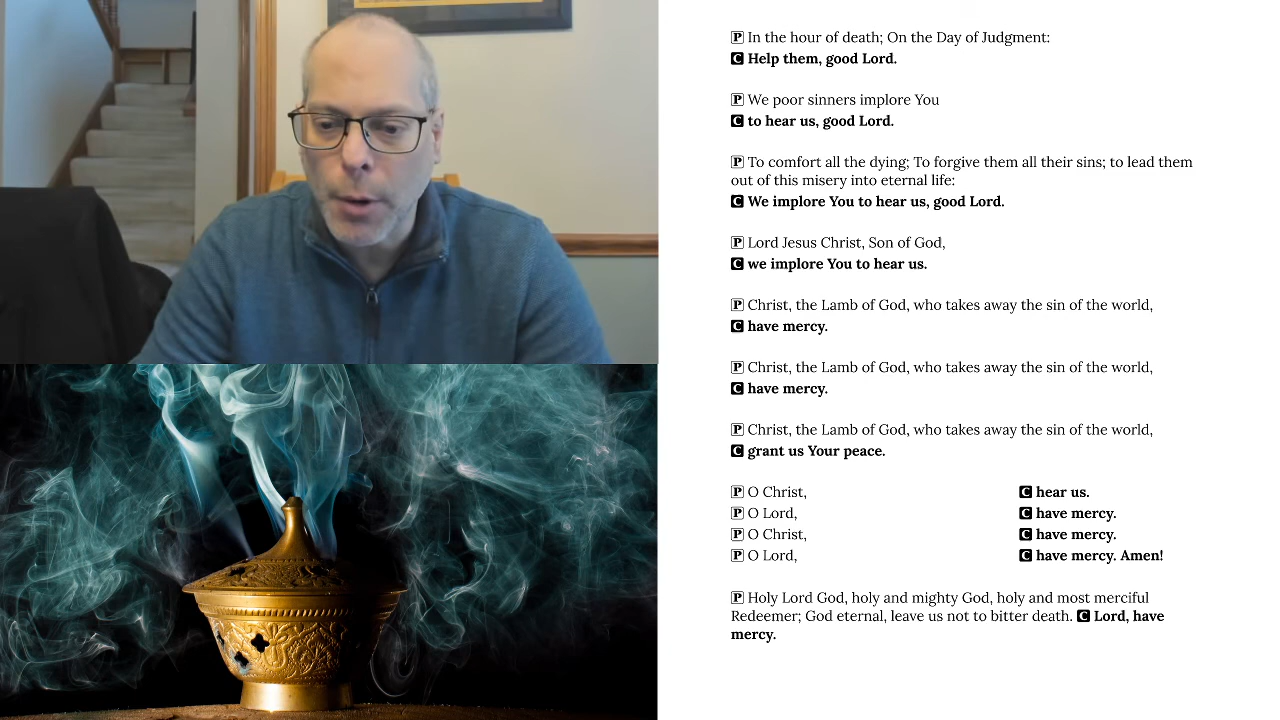 P In the hour of death; On the Day of Judgment:
C Help them, good Lord.
P We poor sinners implore You
C to hear us, good Lord.
P To comfort all the dying; To forgive them all their sins; to lead them
out of this misery into eternal life:
C We implore You to hear us, good Lord.
P Lord Jesus Christ, Son of God,
C we implore You to hear us.
P Christ, the Lamb of God, who takes away the sin of the world,
C have mercy.
P Christ, the Lamb of God, who takes away the sin of the world,
C have mercy.
P Christ, the Lamb of God, who takes away the sin of the world,
C grant us Your peace.
P O Christ, C hear us.
P O Lord, C have mercy.
P O Christ, C have mercy.
P O Lord, C have mercy. Amen!
P Holy Lord God, holy and mighty God, holy and most merciful
Redeemer; God eternal, leave us not to bitter death. C Lord, have
mercy.